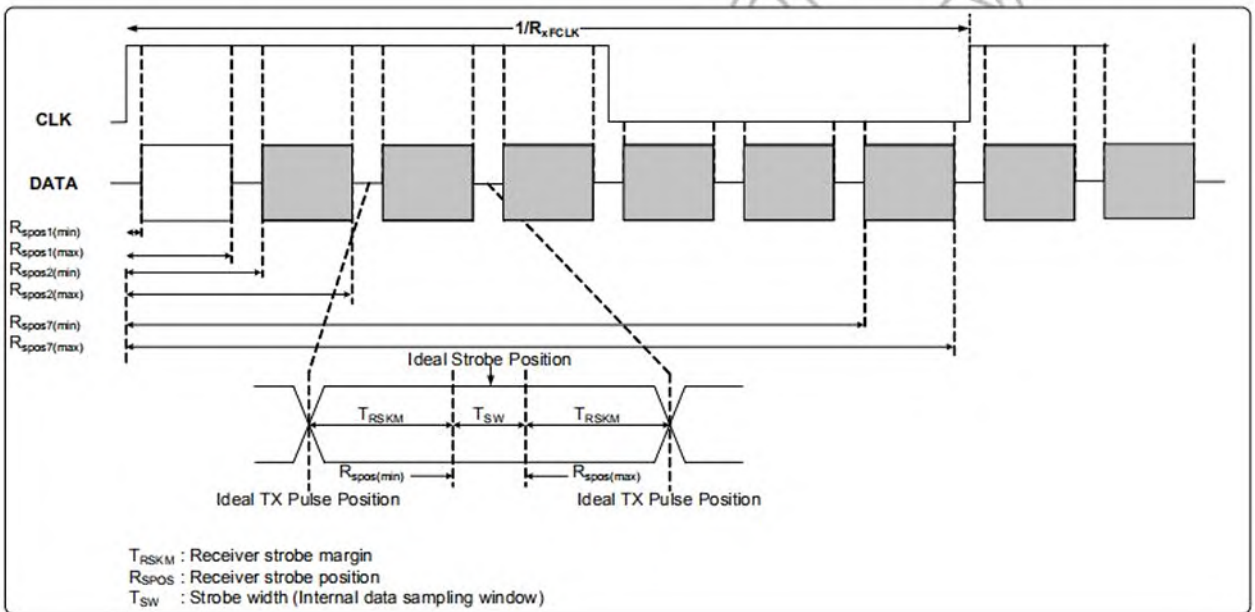 1/RxFCLK
CLK
DATA
Rspos1(min)
Rspos1(max)
Rspos2(min)
Rspos2(max)
Rspos7(min)
Rspos7(max)
Ideal Strobe Position
TRSKM TSW TRSKM
Rspos(min) Rspos(max)
Ideal TX Pulse Position Ideal TX Pulse Position
TRSKM : Receiver strobe margin
RSPOS : Receiver strobe position
TSW : Strobe width (Internal data sampling window)